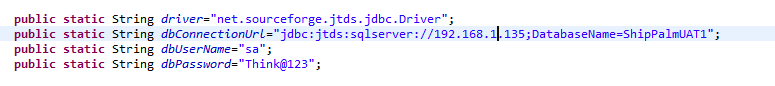 public static String driver="net.sourceforge.jtds.jdbc.Driver";
public static String dbConnectionUrl="jdbc:jtds:sqlserver://192.168.1.135;DatabaseName=ShipPalmUAT1";
public static String dbUserName="sa";
public static String dbPassword="Think@123";